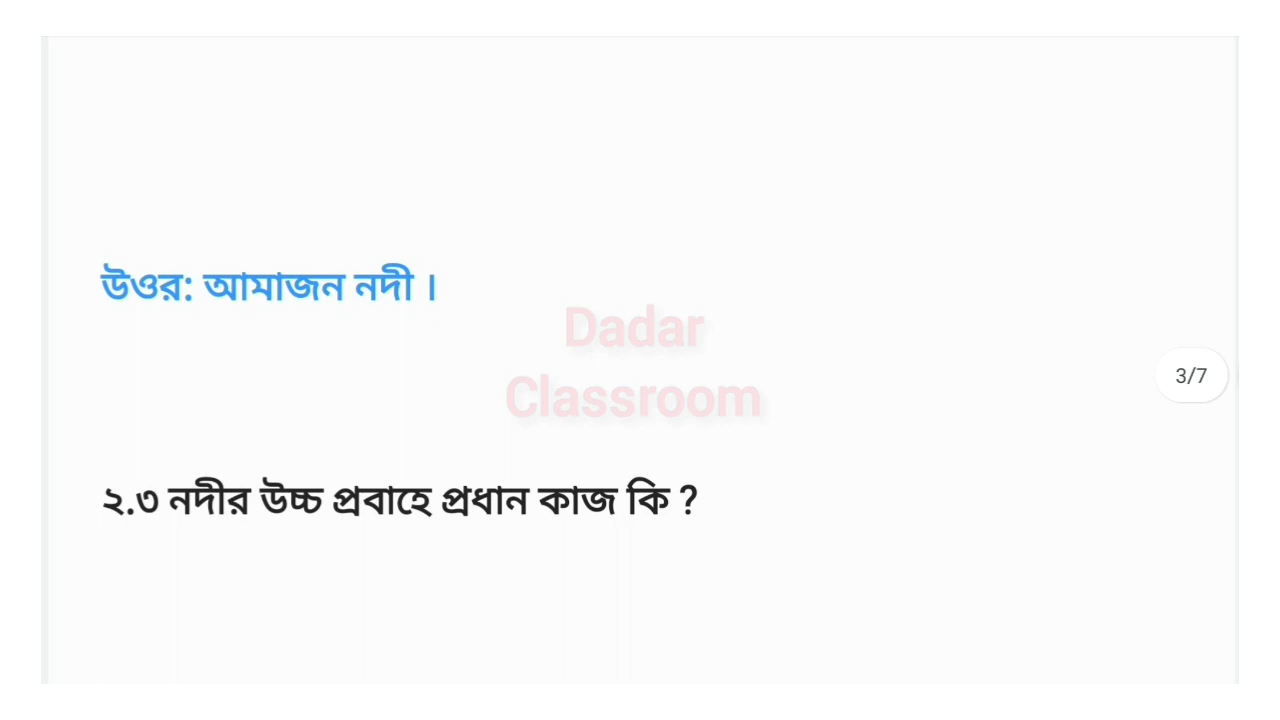 উওর: আমাজন নদী ।
Dadar
Classroom
3/7
২.৩ নদীর উচ্চ প্রবাহে প্রধান কাজ কি ?